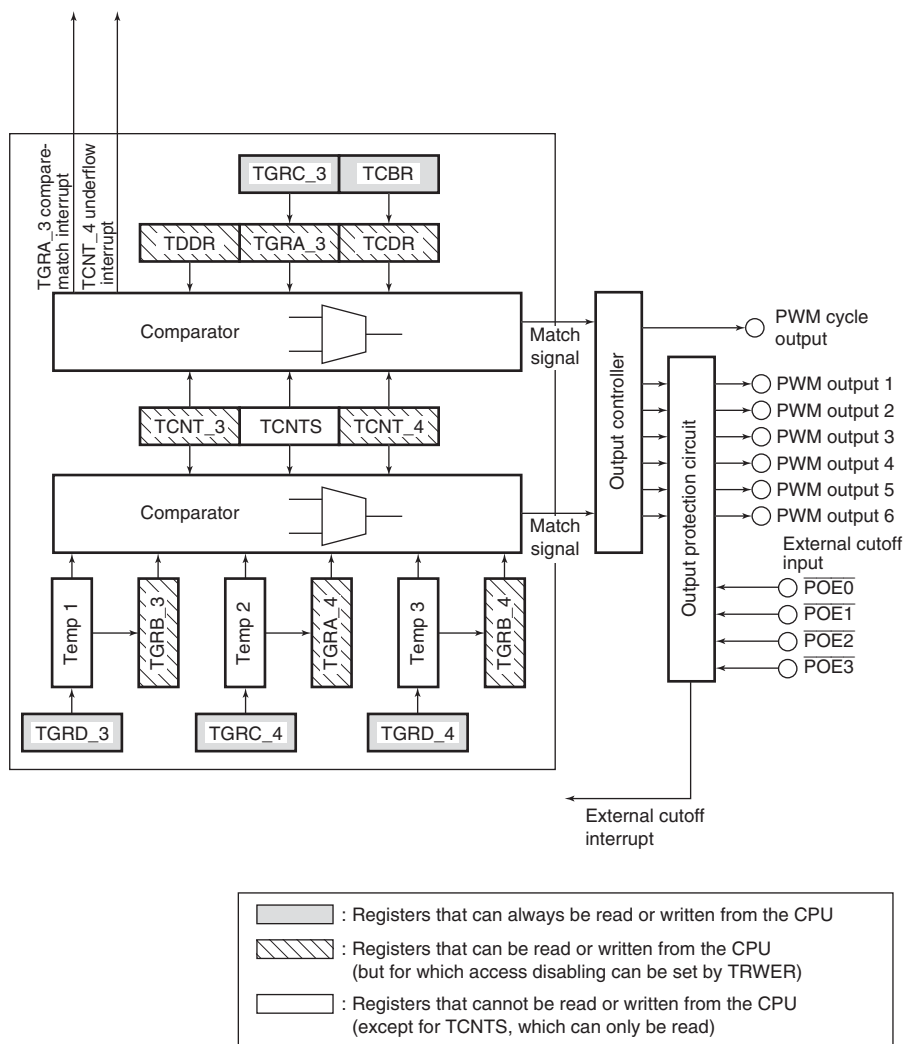 TGRA_3 compare-
match interrupt
TCNT_4 underflow
interrupt
TGRC_3
TCBR
TDDR
TGRA_3
TCDR
Comparator
Match
signal
TCNT_3
TCNTS
TCNT_4
Comparator
Match
signal
Temp 1
TGRB_3
Temp 2
TGRA_4
Temp 3
TGRB_4
TGRD_3
TGRC_4
TGRD_4
Output controller
Output protection circuit
PWM cycle
output
PWM output 1
PWM output 2
PWM output 3
PWM output 4
PWM output 5
PWM output 6
External cutoff
input
POE0
POE1
POE2
POE3
External cutoff
interrupt
: Registers that can always be read or written from the CPU
: Registers that can be read or written from the CPU
(but for which access disabling can be set by TRWER)
: Registers that cannot be read or written from the CPU
(except for TCNTS, which can only be read)